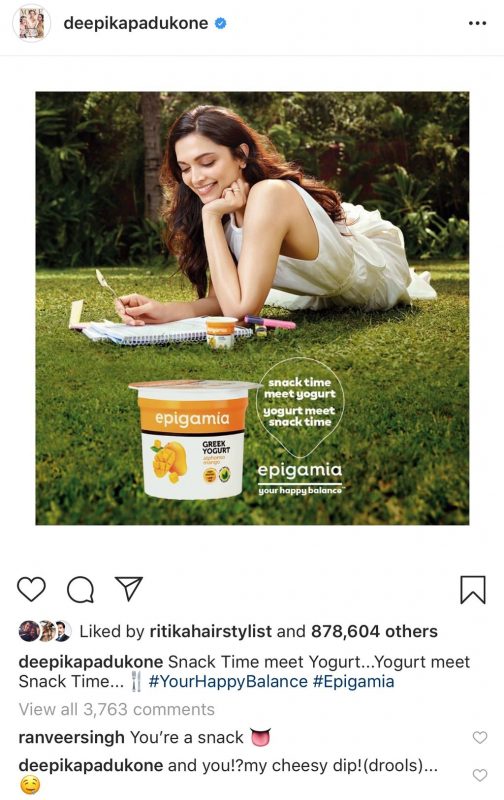 deepikapadukone
epigamia
GREEK
YOGURT
alphonso
mango
snack time
meet yogurt
yogurt meet
snack time
epigamia
your happy balance
Liked by ritikahairstylist and 878,604 others
deepikapadukone Snack Time meet Yogurt...Yogurt meet
Snack Time...🍽️ #YourHappyBalance #Epigamia
View all 3,763 comments
ranveersingh You're a snack 👅
deepikapadukone and you!?my cheesy dip!(drools)...
🤤